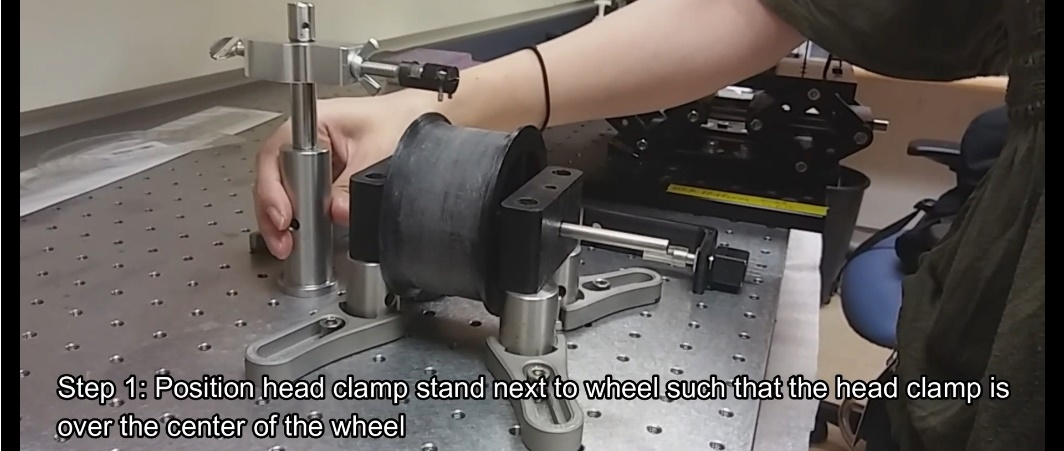 Step 1: Position head clamp stand next to wheel such that the head clamp is
over the center of the wheel